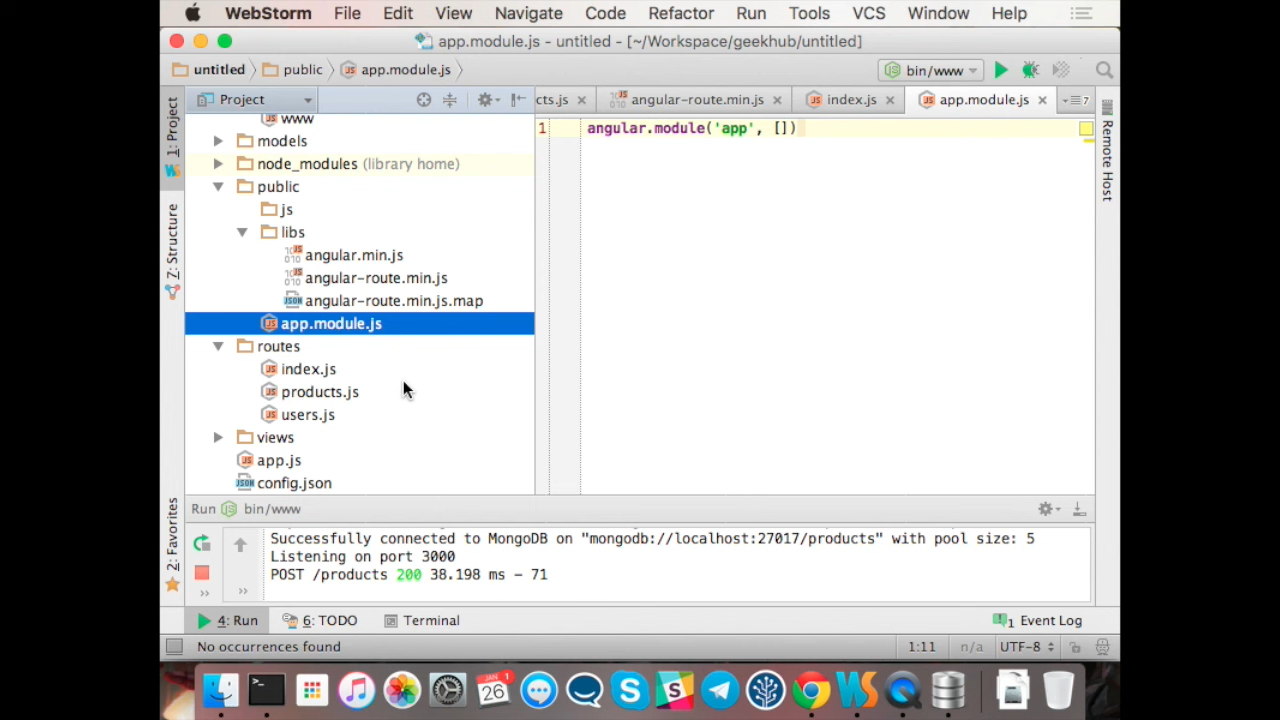 WebStorm File Edit View Navigate Code Refactor Run Tools VCS Window Help
app.module.js - untitled - [~/Workspace/geekhub/untitled]
untitled public app.module.js bin/www
Project cts.js angular-route.min.js index.js app.module.js 7
1: Project
7: Structure
2: Favorites
Remote Host
www
models
node_modules (library home)
public
js
libs
angular.min.js
angular-route.min.js
angular-route.min.js.map
app.module.js
routes
index.js
products.js
users.js
views
app.js
config.json
1 angular.module('app', [])
Run bin/www
Successfully connected to MongoDB on "mongodb://localhost:27017/products" with pool size: 5
Listening on port 3000
POST /products 200 38.198 ms - 71
4: Run 6: TODO Terminal 1 Event Log
No occurrences found 1:11 n/a UTF-8
JAN 26 1